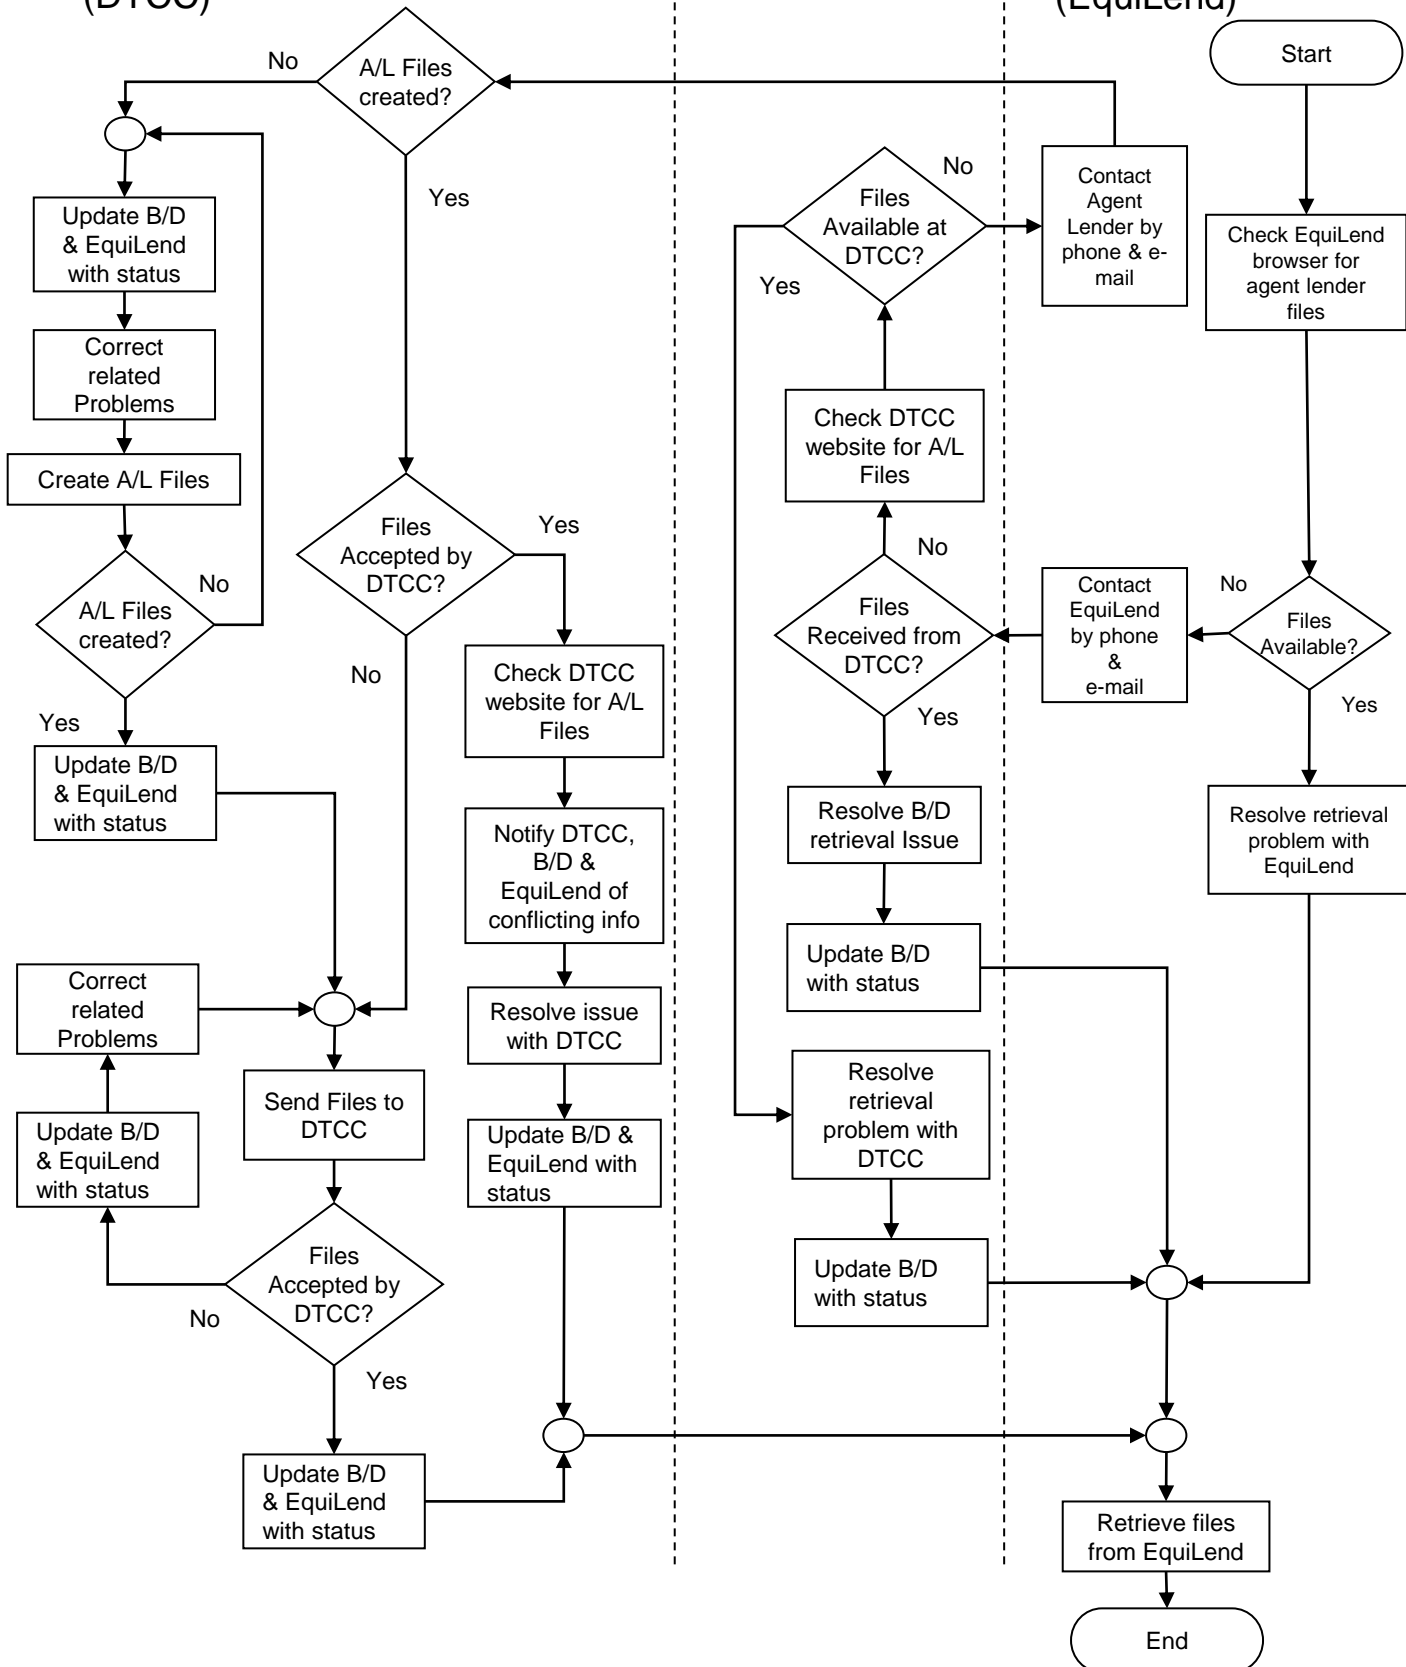 (DTCC)
(EquiLend)
Start
No
A/L Files
created?
Yes
Update B/D
& EquiLend
with status
Correct
related
Problems
Create A/L Files
A/L Files
created?
No
Yes
Update B/D
& EquiLend
with status
Files
Accepted by
DTCC?
Yes
No
Check DTCC
website for A/L
Files
Notify DTCC,
B/D &
EquiLend of
conflicting info
Resolve issue
with DTCC
Update B/D &
EquiLend with
status
Correct
related
Problems
Update B/D
& EquiLend
with status
Send Files to
DTCC
Files
Accepted by
DTCC?
No
Yes
Update B/D
& EquiLend
with status
Files
Available at
DTCC?
No
Yes
Check DTCC
website for A/L
Files
No
Files
Received from
DTCC?
Yes
Resolve B/D
retrieval Issue
Update B/D
with status
Resolve
retrieval
problem with
DTCC
Update B/D
with status
Contact
Agent
Lender by
phone & e-
mail
Check EquiLend
browser for
agent lender
files
Contact
EquiLend
by phone
&
e-mail
No
Files
Available?
Yes
Resolve retrieval
problem with
EquiLend
Retrieve files
from EquiLend
End